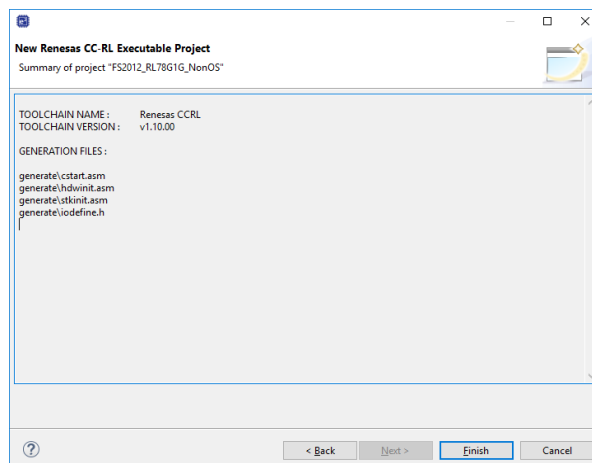 New Renesas CC-RL Executable Project
Summary of project "FS2012_RL78G1G_NonOS"
TOOLCHAIN NAME : Renesas CCRL
TOOLCHAIN VERSION : v1.10.00
GENERATION FILES :
generate\cstart.asm
generate\hdwinit.asm
generate\stkinit.asm
generate\iodefine.h
? < Back Next > Finish Cancel